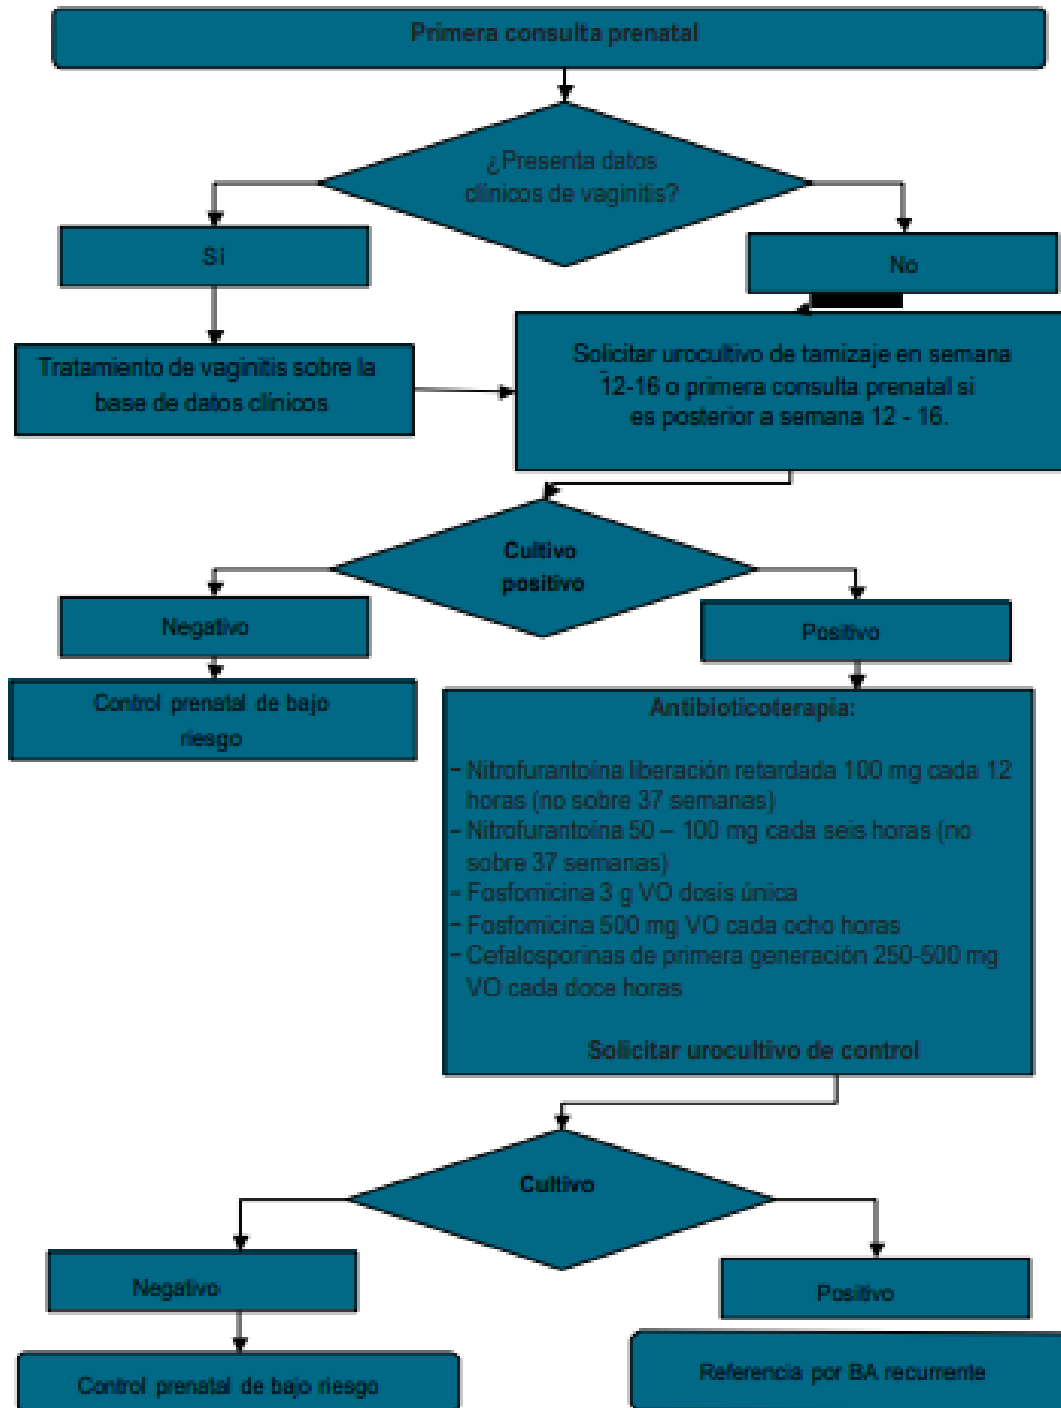 Primera consulta prenatal
¿Presenta datos
clínicos de vaginitis?
Si
No
Tratamiento de vaginitis sobre la
base de datos clínicos
Solicitar urocultivo de tamizaje en semana
12-16 o primera consulta prenatal si
es posterior a semana 12 - 16.
Cultivo
positivo
Negativo
Positivo
Control prenatal de bajo
riesgo
Antibioticoterapia:
- Nitrofurantoína liberación retardada 100 mg cada 12
horas (no sobre 37 semanas)
- Nitrofurantoína 50 – 100 mg cada seis horas (no
sobre 37 semanas)
- Fosfomicina 3 g VO dosis única
- Fosfomicina 500 mg VO cada ocho horas
- Cefalosporinas de primera generación 250-500 mg
VO cada doce horas
Solicitar urocultivo de control
Cultivo
Negativo
Positivo
Control prenatal de bajo riesgo
Referencia por BA recurrente